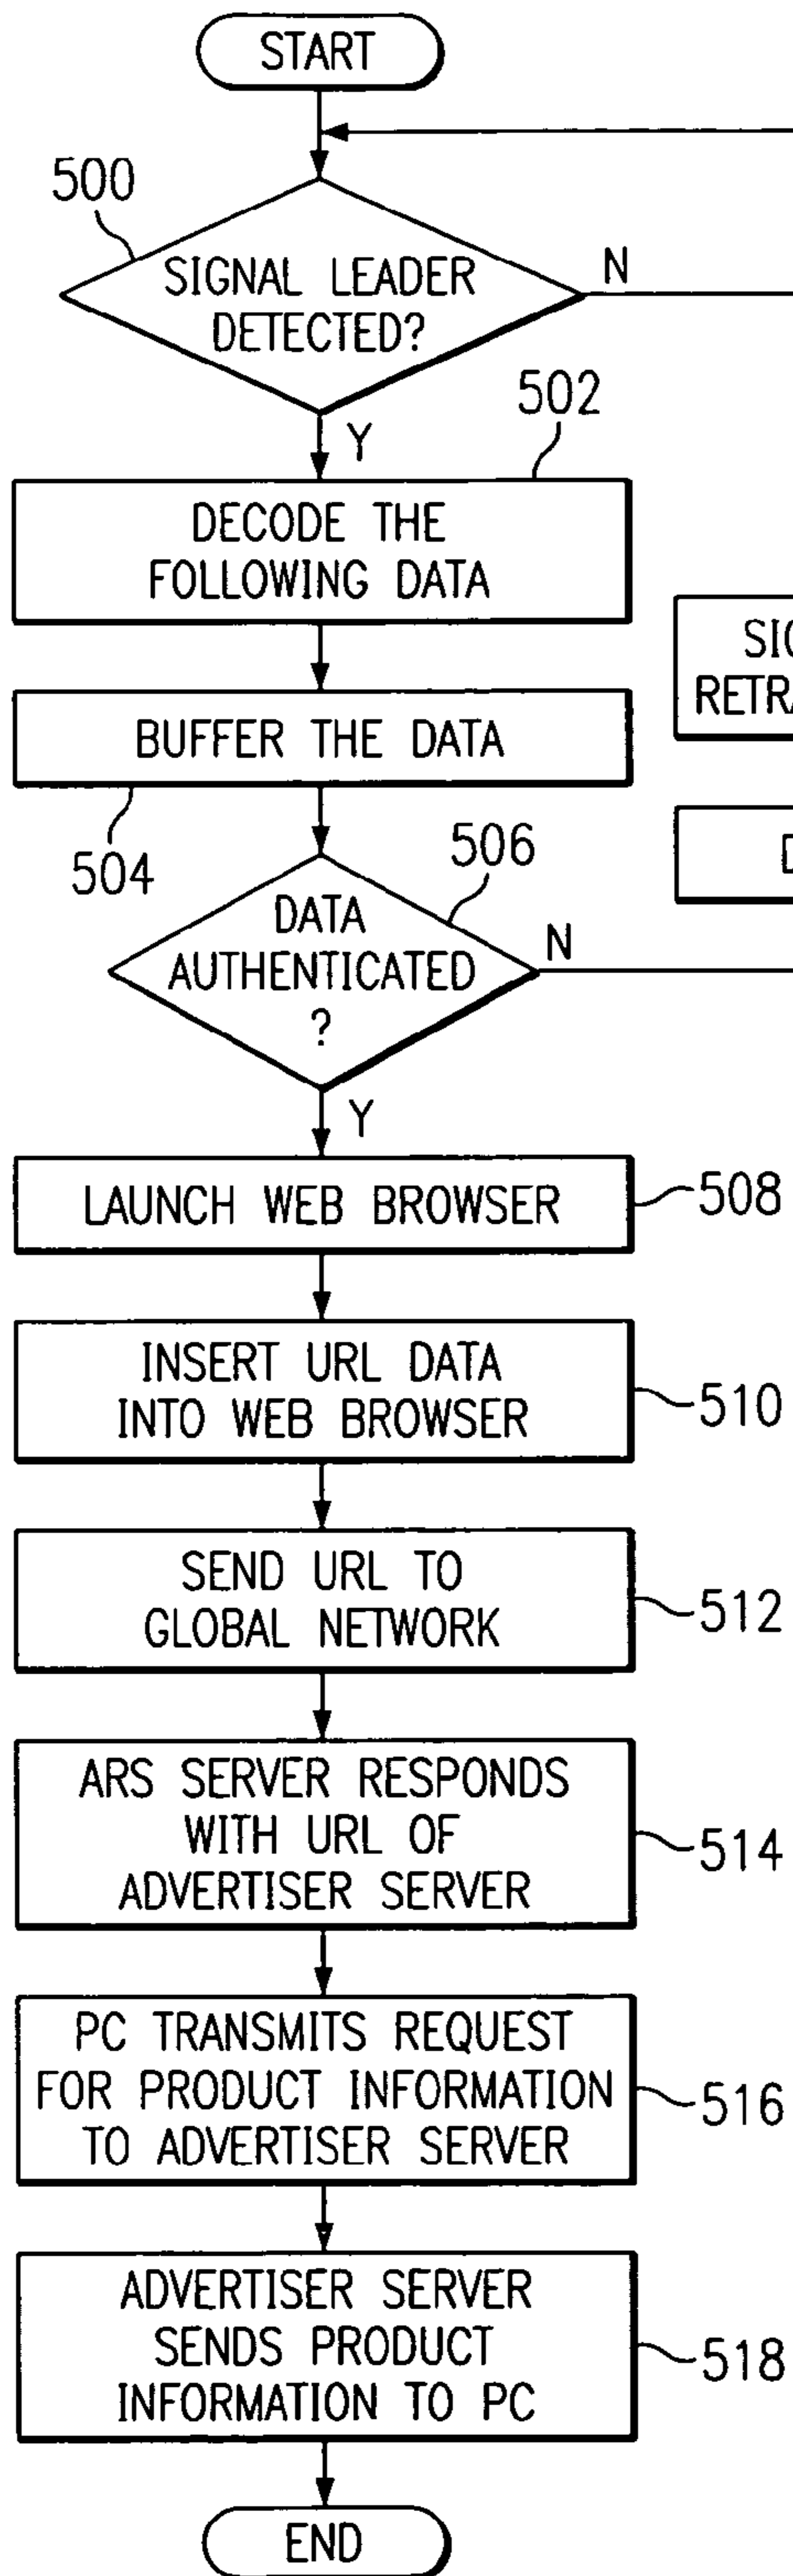 START
500
SIGNAL LEADER
DETECTED?
N
Y
502
DECODE THE
FOLLOWING DATA
BUFFER THE DATA
504
506
DATA
AUTHENTICATED
?
N
Y
LAUNCH WEB BROWSER
508
INSERT URL DATA
INTO WEB BROWSER
510
SEND URL TO
GLOBAL NETWORK
512
ARS SERVER RESPONDS
WITH URL OF
ADVERTISER SERVER
514
PC TRANSMITS REQUEST
FOR PRODUCT INFORMATION
TO ADVERTISER SERVER
516
ADVERTISER SERVER
SENDS PRODUCT
INFORMATION TO PC
518
END